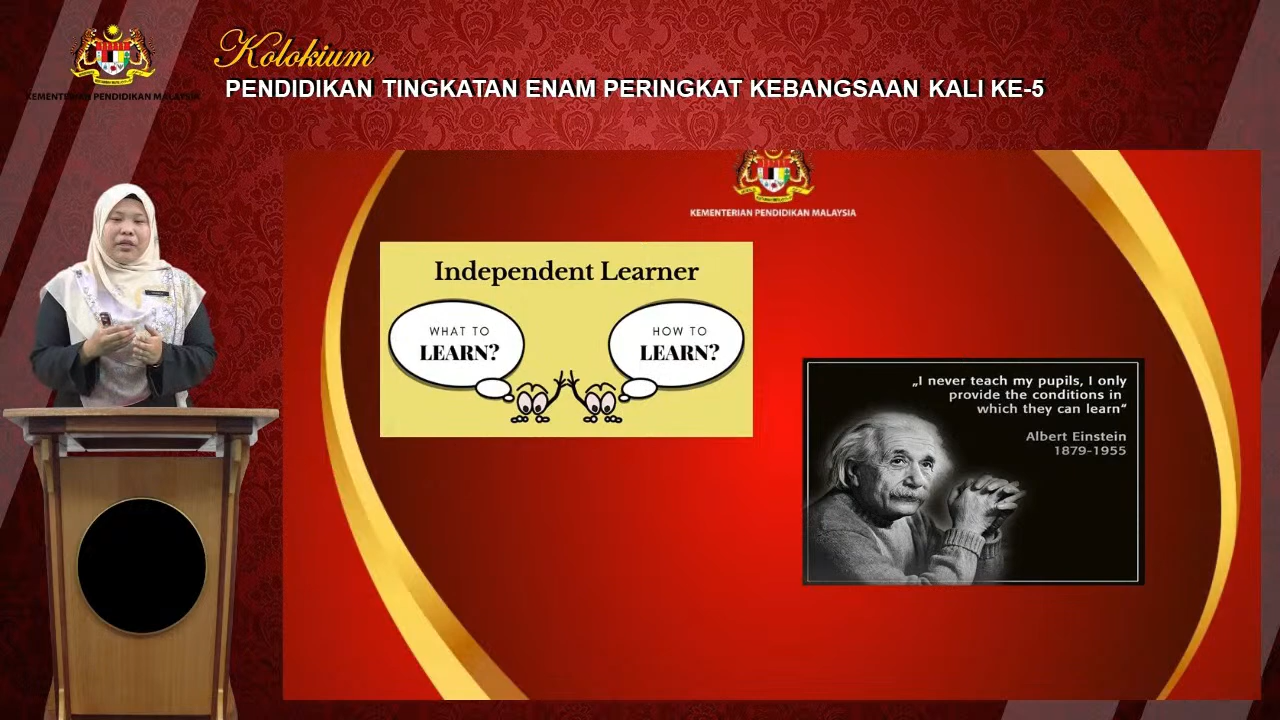 Kolokium
PENDIDIKAN TINGKATAN ENAM PERINGKAT KEBANGSAAN KALI KE-5
KEMENTERIAN PENDIDIKAN MALAYSIA
KEMENTERIAN PENDIDIKAN MALAYSIA
Independent Learner
WHAT TO
LEARN?
HOW TO
LEARN?
„I never teach my pupils, I only
provide the conditions in
which they can learn“
Albert Einstein
1879-1955